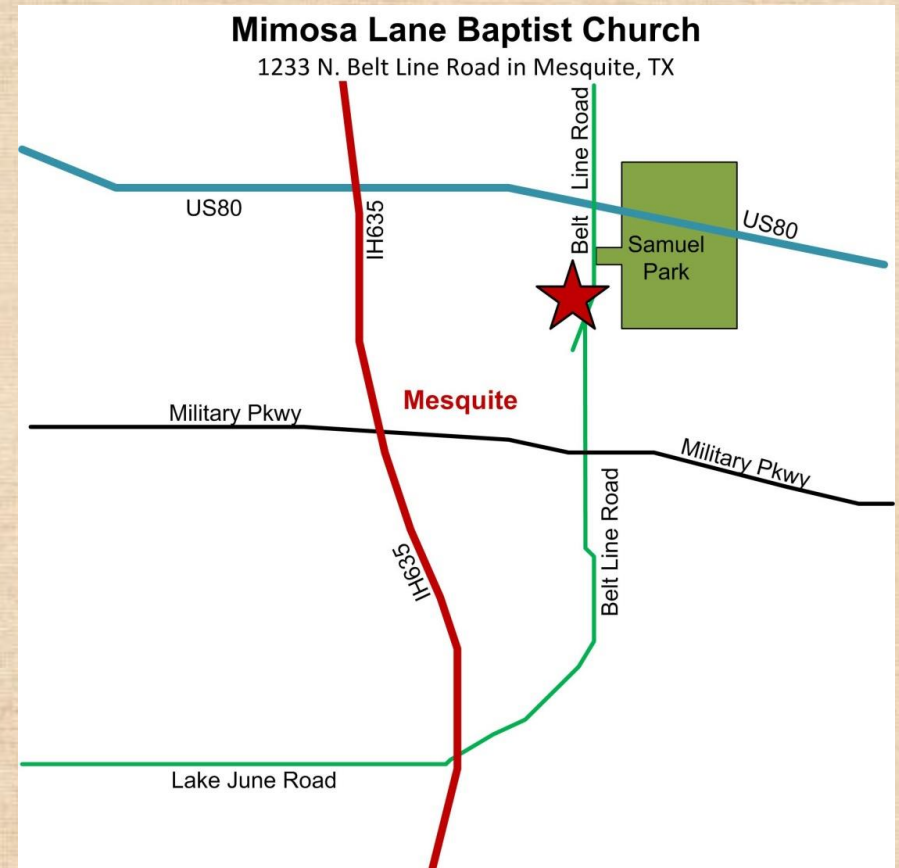 Mimosa Lane Baptist Church
1233 N. Belt Line Road in Mesquite, TX
Belt Line Road
US80
IH635
US80
Samuel
Park
Mesquite
Military Pkwy
Military Pkwy
Belt Line Road
IH635
Lake June Road